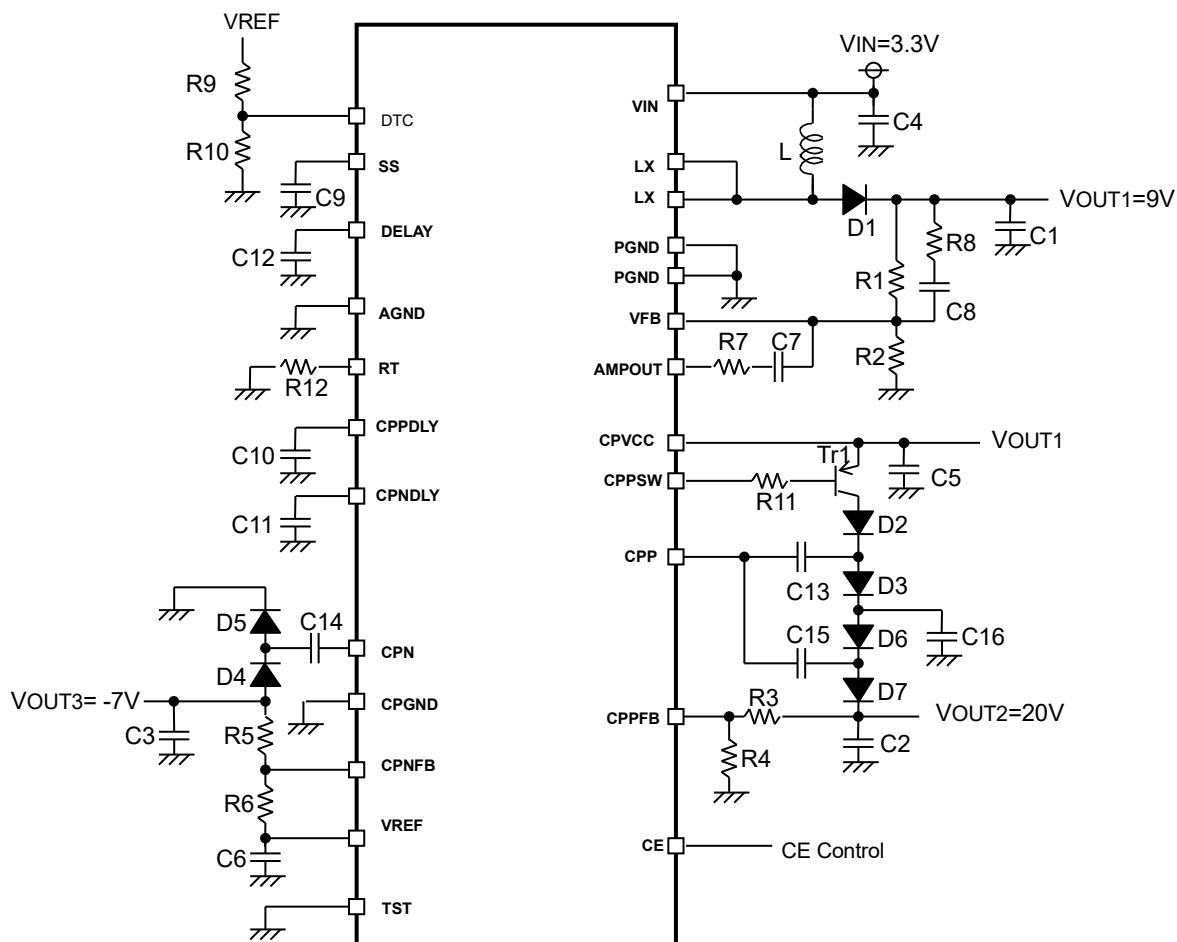 VREF
R9
R10
DTC
SS
C9
DELAY
C12
AGND
RT
R12
CPPDLY
C10
CPNDLY
C11
D5
C14
CPN
D4
VOUT3= -7V
CPGND
C3
R5
CPNFB
R6
VREF
C6
TST
VIN=3.3V
VIN
C4
L
LX
LX
D1
VOUT1=9V
C1
R8
PGND
PGND
R1
C8
VFB
R7
C7
R2
AMPOUT
CPVCC
VOUT1
Tr1
C5
CPPSW
R11
D2
CPP
C13
D3
C15
D6
C16
D7
R3
CPPFB
VOUT2=20V
R4
C2
CE
CE Control